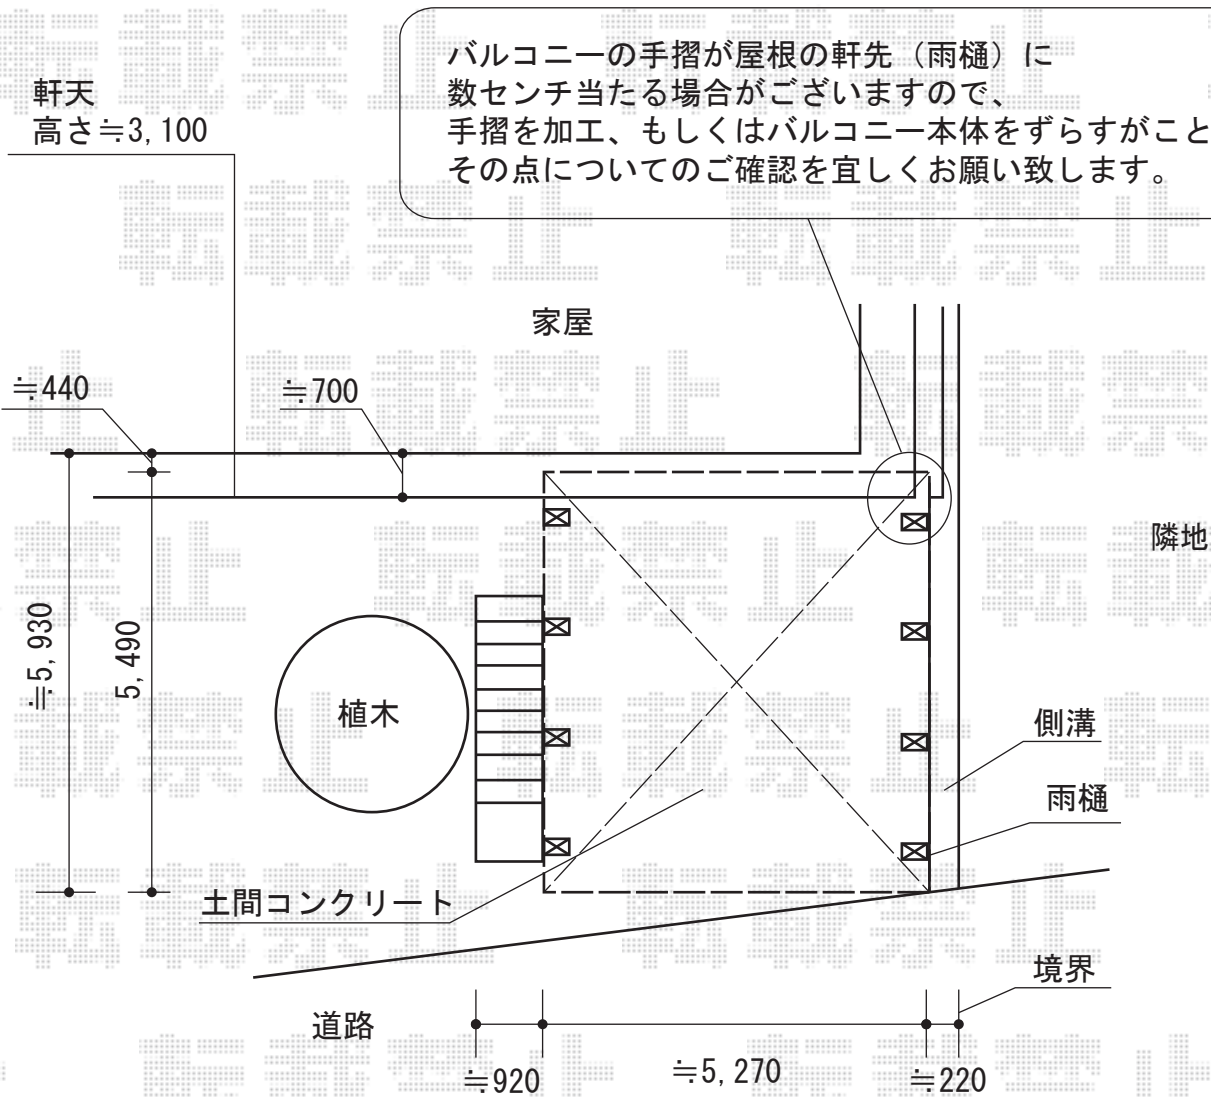 バルコニーの手摺が屋根の軒先（雨樋）に
数センチ当たる場合がございますので、
手摺を加工、もしくはバルコニー本体をずらすがこと
その点についてのご確認を宜しくお願い致します。
軒天
高さ≒3,100
家屋
≒440
≒700
隣地
≒5,930
5,490
植木
側溝
雨樋
土間コンクリート
境界
道路
≒920
≒5,270
≒220
転載禁止